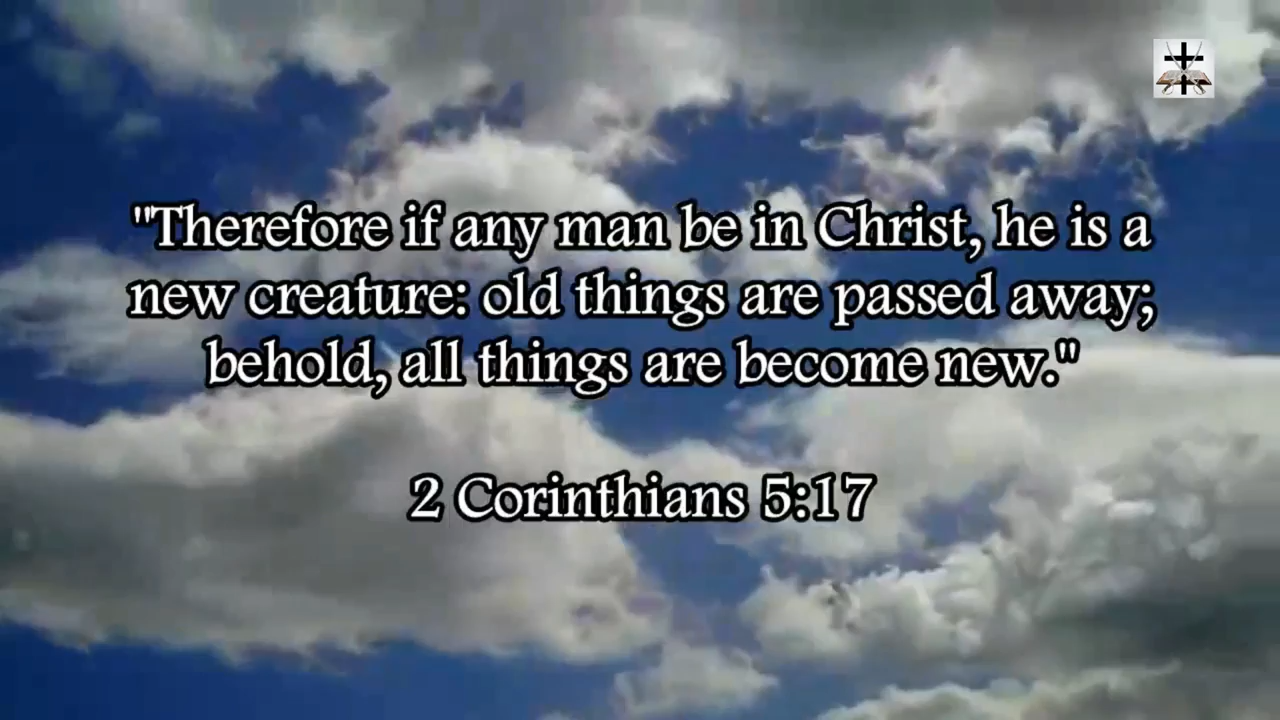 "Therefore if any man be in Christ, he is a
new creature: old things are passed away;
behold, all things are become new."
2 Corinthians 5:17